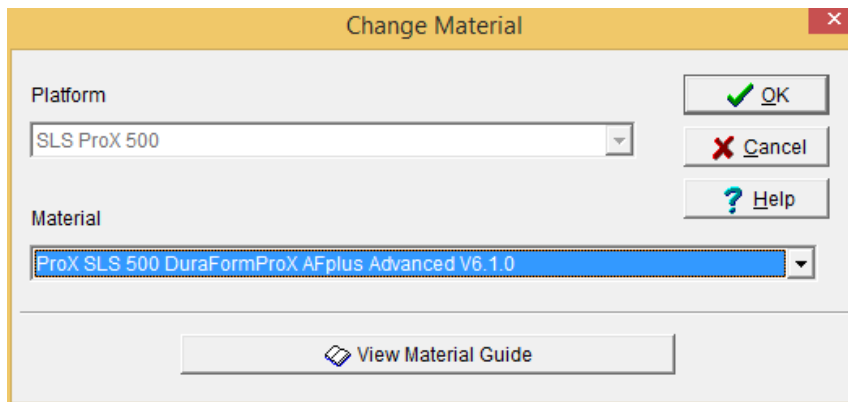 Change Material
Platform
OK
SLS ProX 500
Cancel
Help
Material
ProX SLS 500 DuraFormProX AFplus Advanced V6.1.0
View Material Guide